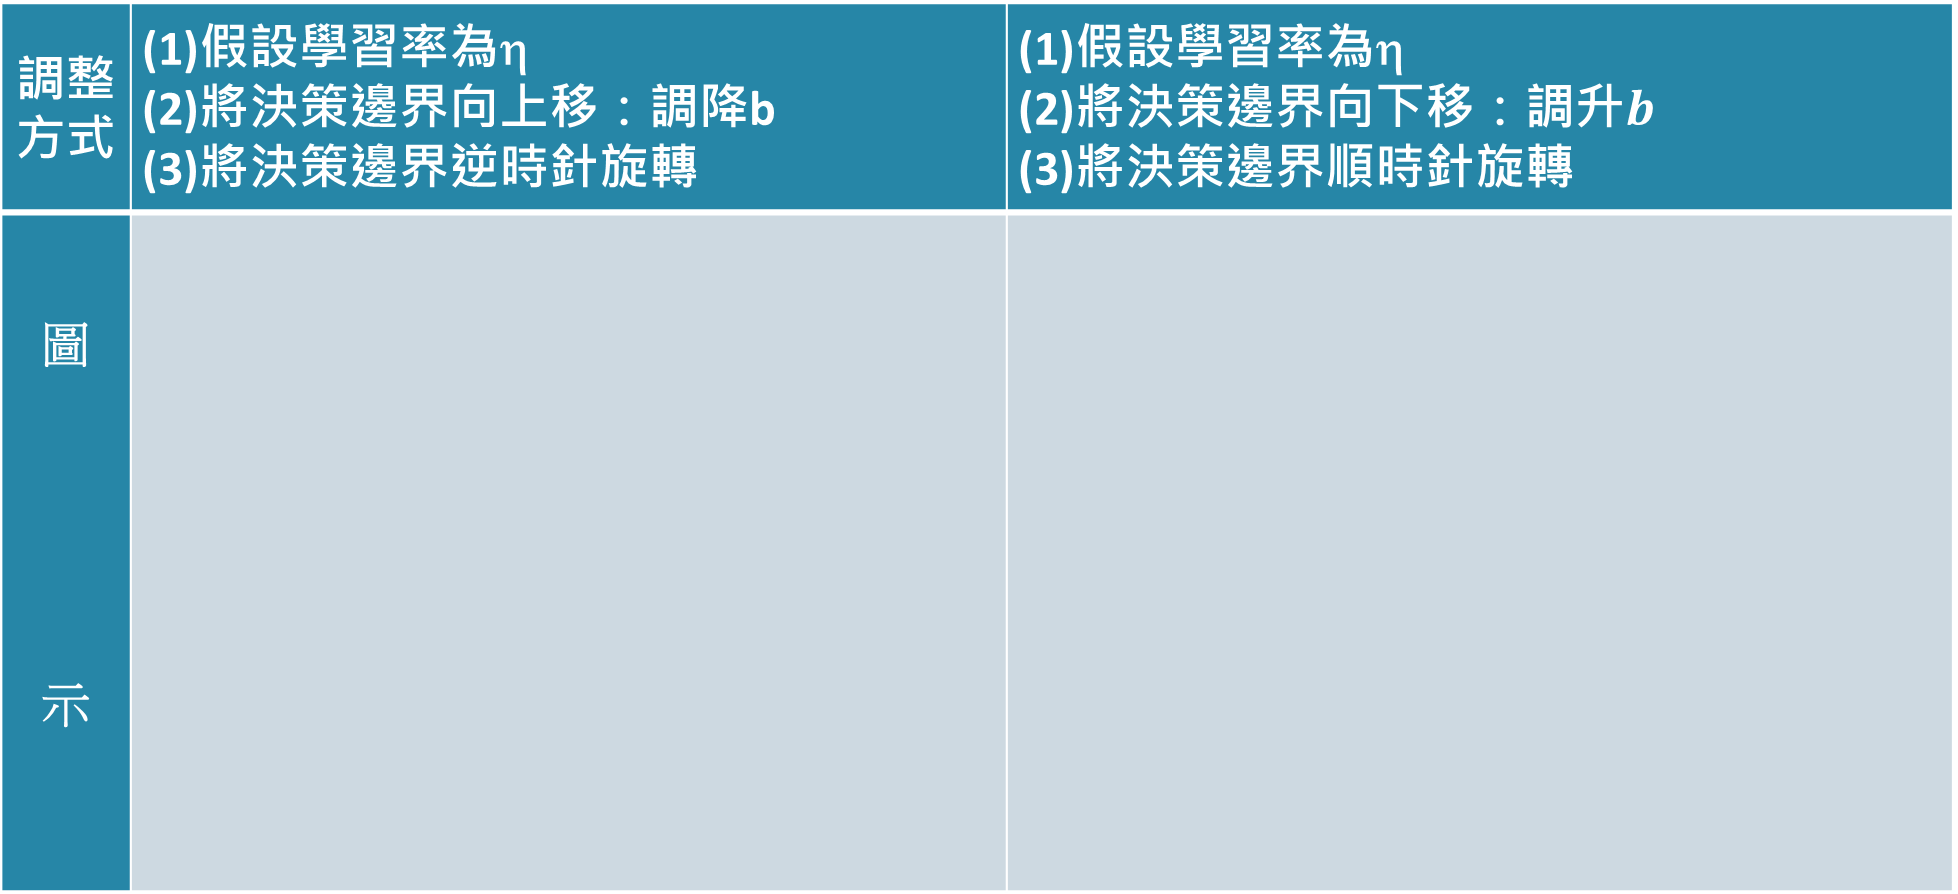 調整
方式
(1)假設學習率為η
(2)將決策邊界向上移：調降b
(3)將決策邊界逆時針旋轉
(1)假設學習率為η
(2)將決策邊界向下移：調升b
(3)將決策邊界順時針旋轉
圖
示